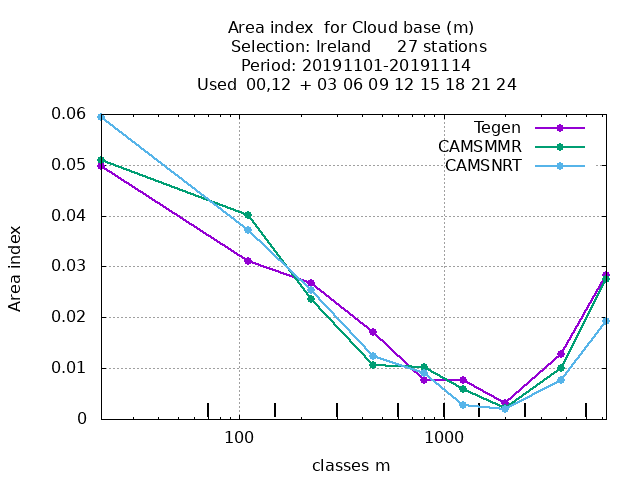 Area index  for Cloud base (m)
Selection: Ireland     27 stations
Period: 20191101-20191114
Used  00,12  + 03 06 09 12 15 18 21 24
Tegen
CAMSMMR
CAMSNRT
0.06
0.05
0.04
0.03
0.02
0.01
0
Area index
100
1000
classes m